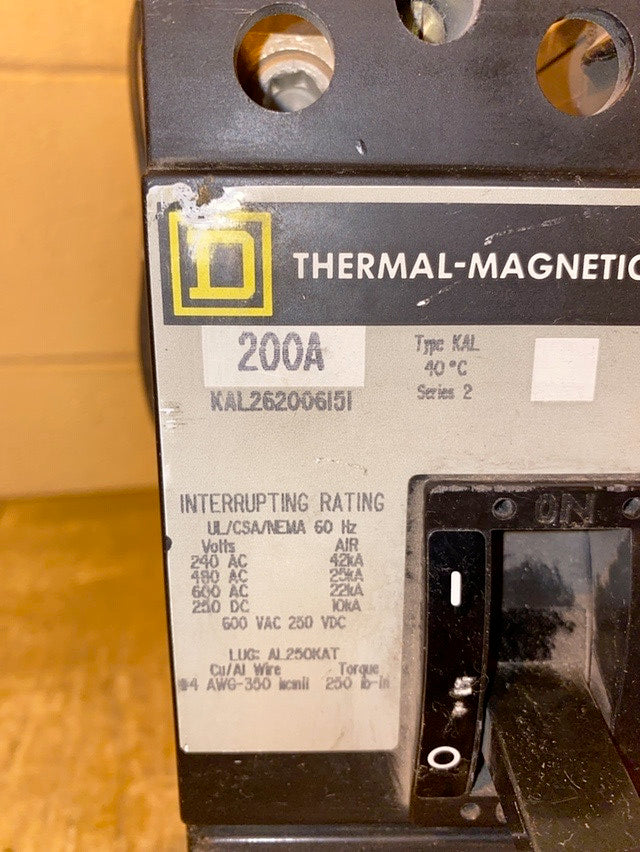 D
THERMAL-MAGNETIC
200A
KAL262006151
Type KAL
40°C
Series 2
INTERRUPTING RATING
UL/CSA/NEMA 60 Hz
Volts AIR
240 AC 42kA
480 AC 25kA
600 AC 22kA
250 DC 10kA
600 VAC 250 VDC
LUG: AL250KAT
Cu/Al Wire Torque
#4 AWG-350 kcmil 250 lb-in
ON
I
O